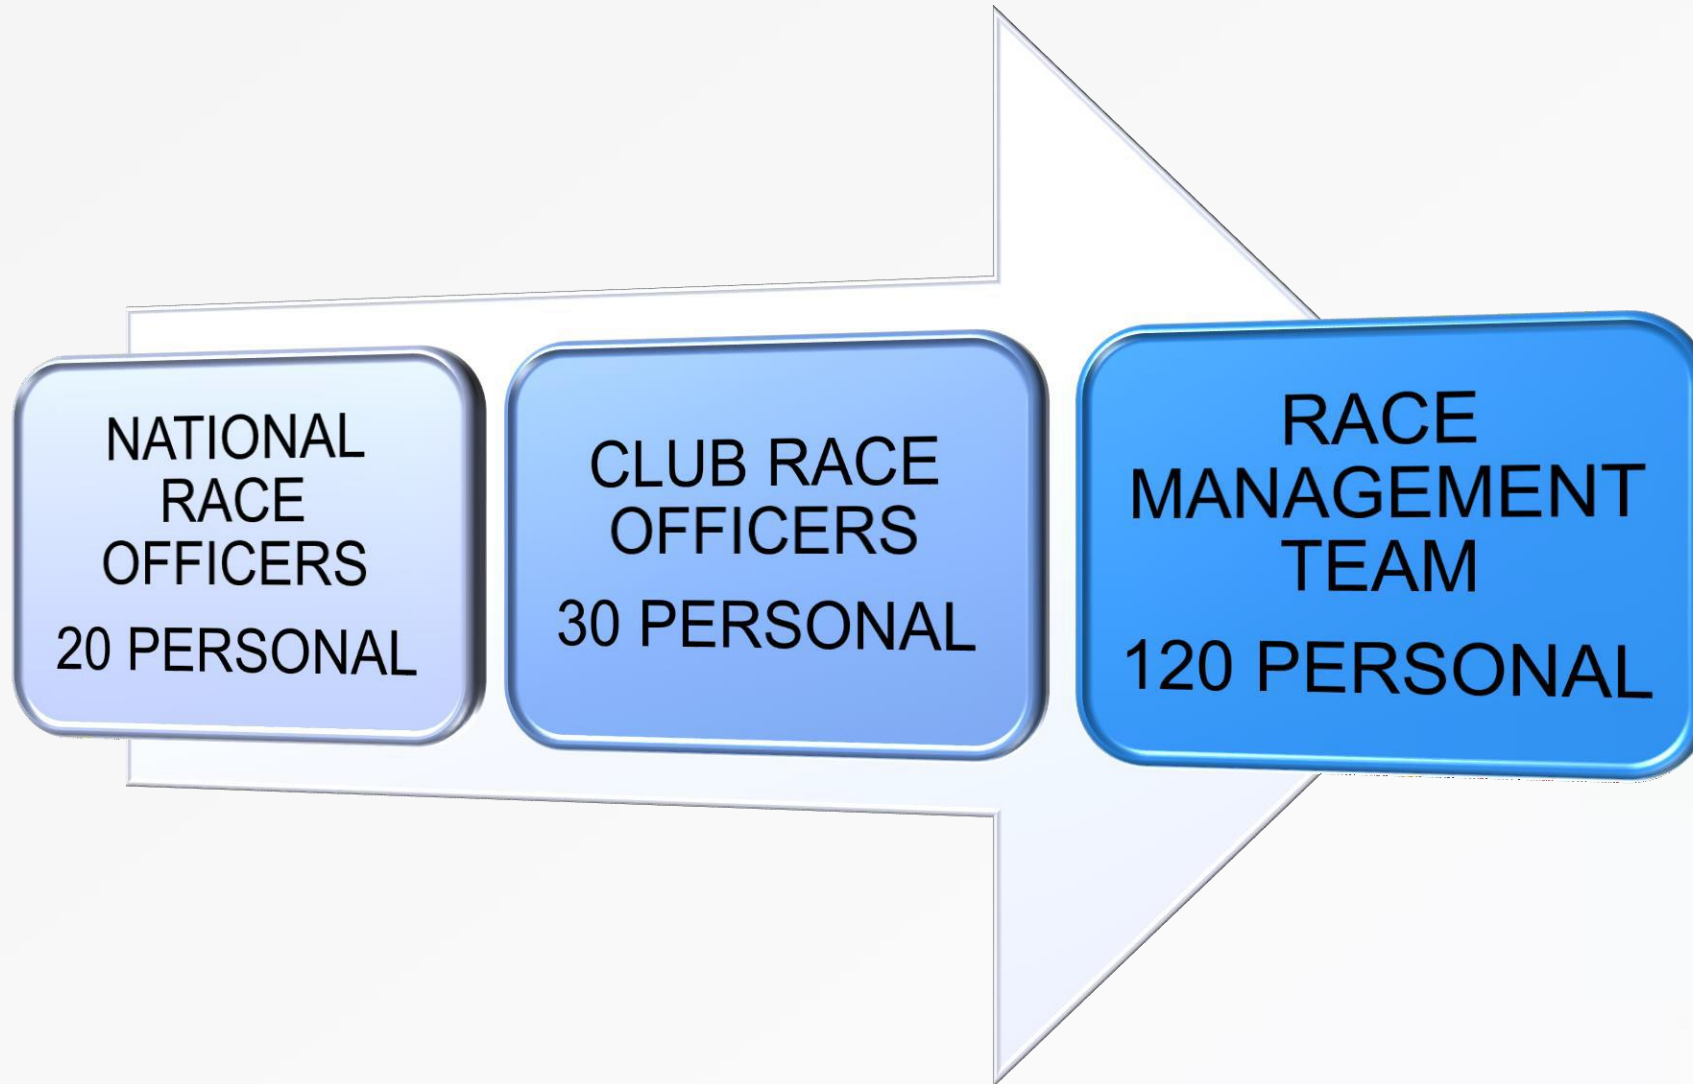 NATIONAL
RACE
OFFICERS
20 PERSONAL
CLUB RACE
OFFICERS
30 PERSONAL
RACE
MANAGEMENT
TEAM
120 PERSONAL